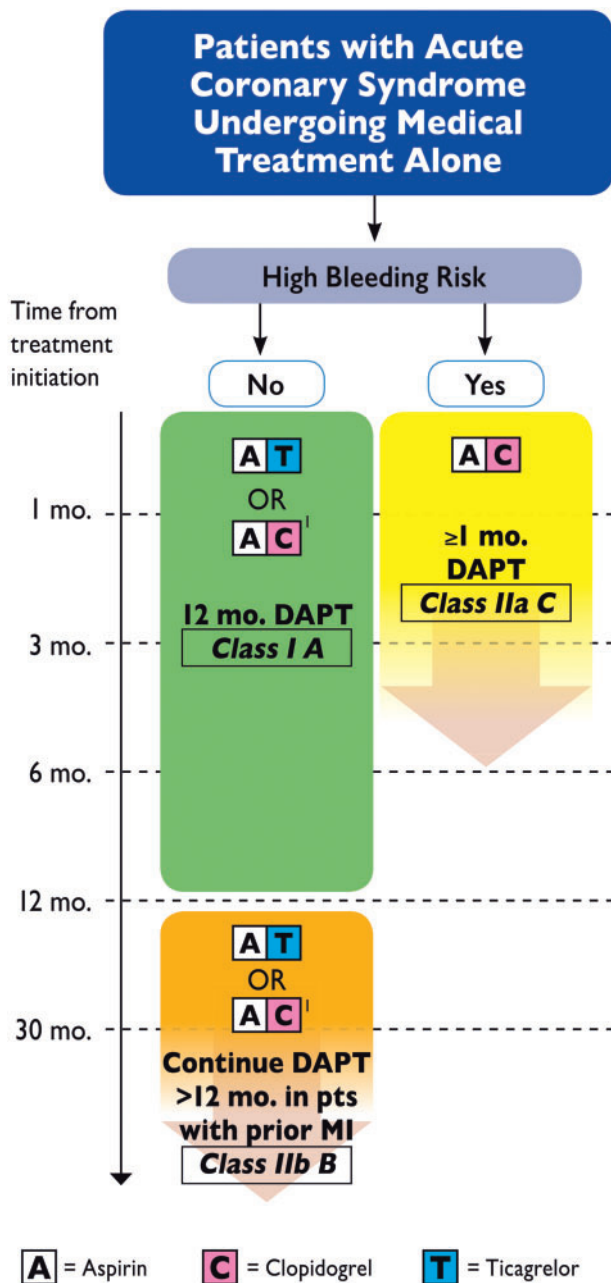 Patients with Acute
Coronary Syndrome
Undergoing Medical
Treatment Alone
High Bleeding Risk
Time from
treatment
initiation
No
Yes
A T
OR
A C 1
12 mo. DAPT
Class I A
A C
≥1 mo.
DAPT
Class IIa C
1 mo.
3 mo.
6 mo.
12 mo.
30 mo.
A T
OR
A C 1
Continue DAPT
>12 mo. in pts
with prior MI
Class IIb B
A = Aspirin
C = Clopidogrel
T = Ticagrelor